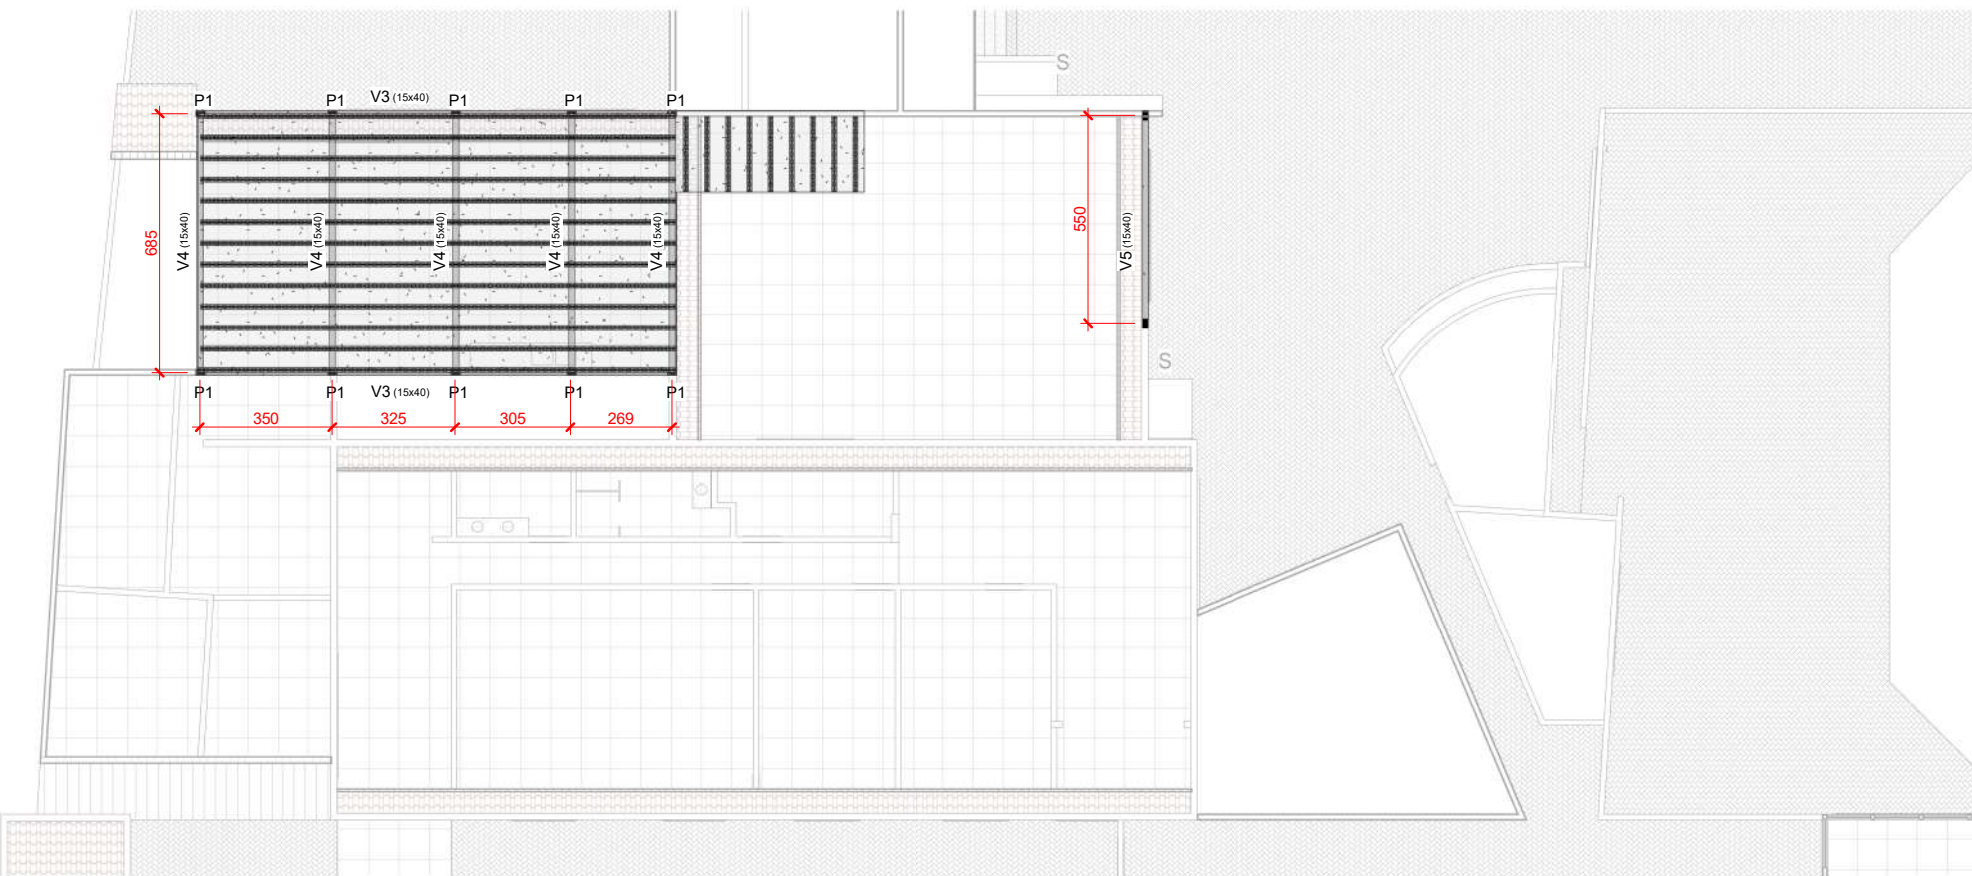 S
P1 P1 V3 (15x40) P1 P1 P1
685
V4 (15x40)
V4 (15x40)
V4 (15x40)
V4 (15x40)
V4 (15x40)
550
V5 (15x40)
S
P1 P1 V3 (15x40) P1 P1 P1
350 325 305 269